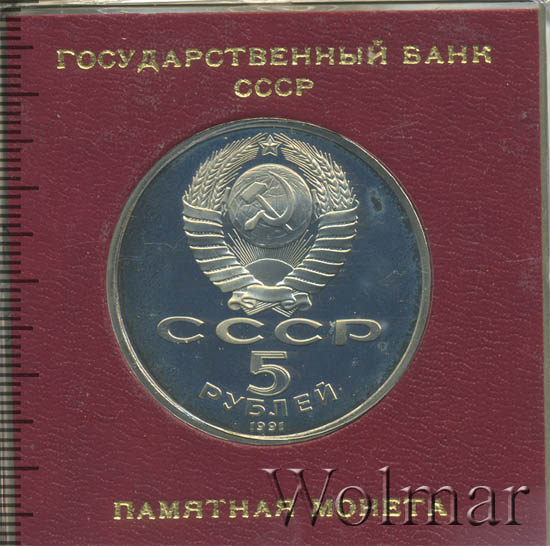 ГОСУДАРСТВЕННЫЙ БАНК
СССР
СССР
5
РУБЛЕЙ
1991
ПАМЯТНАЯ МОНЕТА
Wolmar